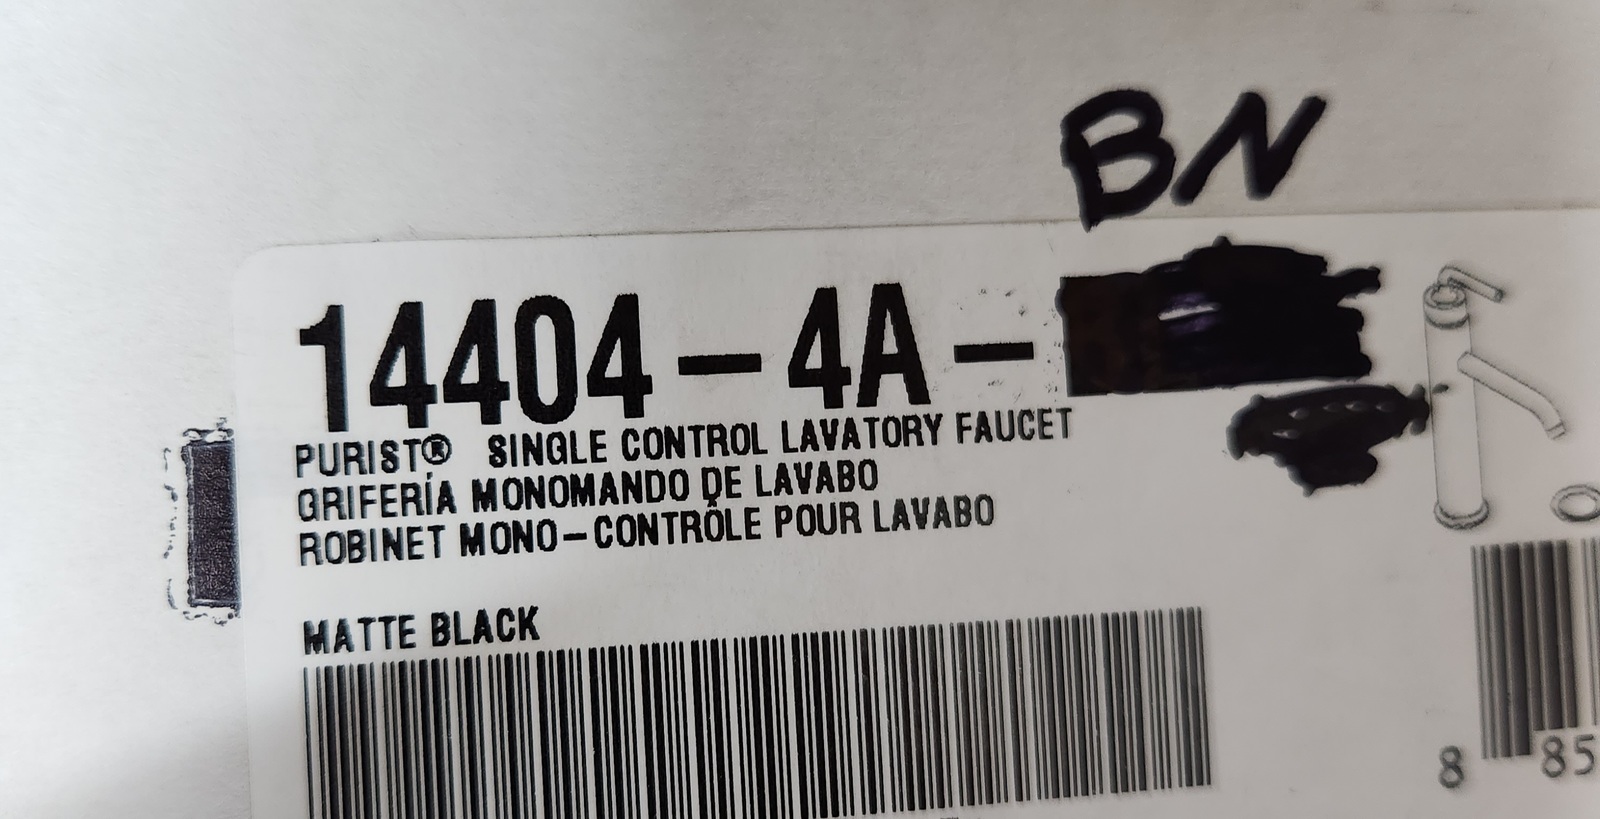 BN
14404-4A-
PURIST® SINGLE CONTROL LAVATORY FAUCET
GRIFERÍA MONOMANDO DE LAVABO
ROBINET MONO-CONTRÔLE POUR LAVABO
MATTE BLACK
8 85